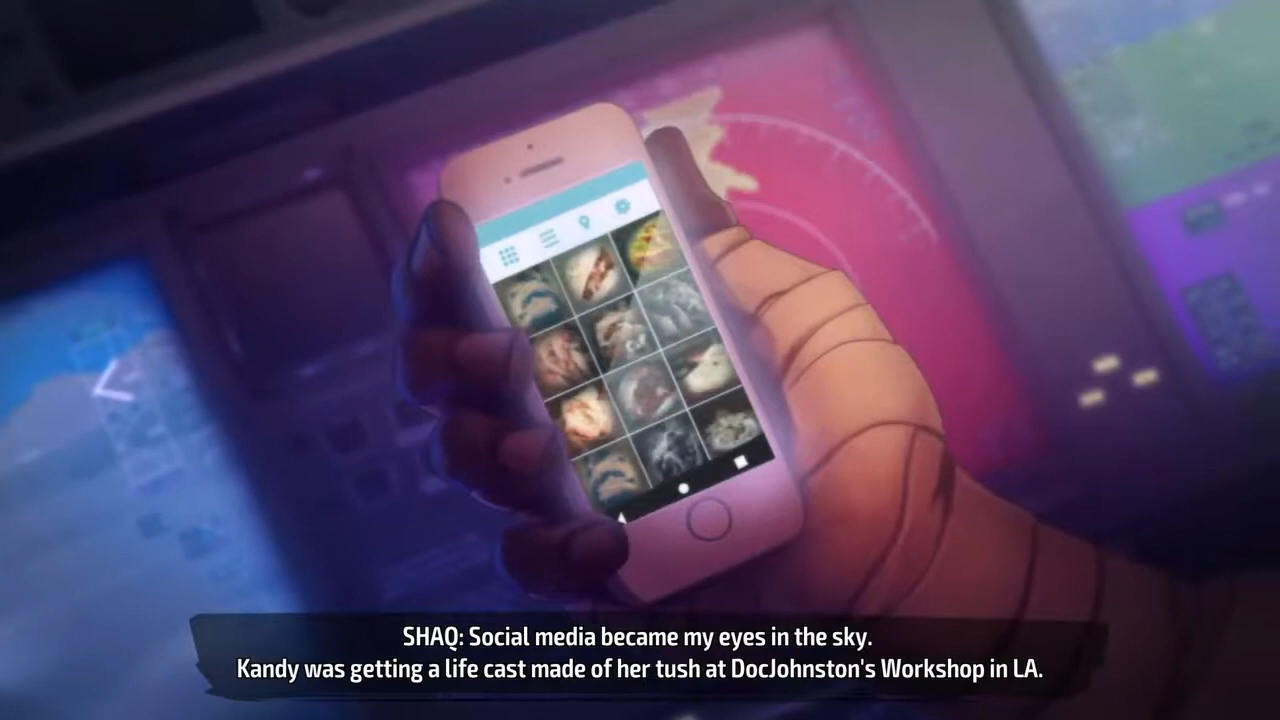 SHAQ: Social media became my eyes in the sky.
Kandy was getting a life cast made of her tush at DocJohnston's Workshop in LA.